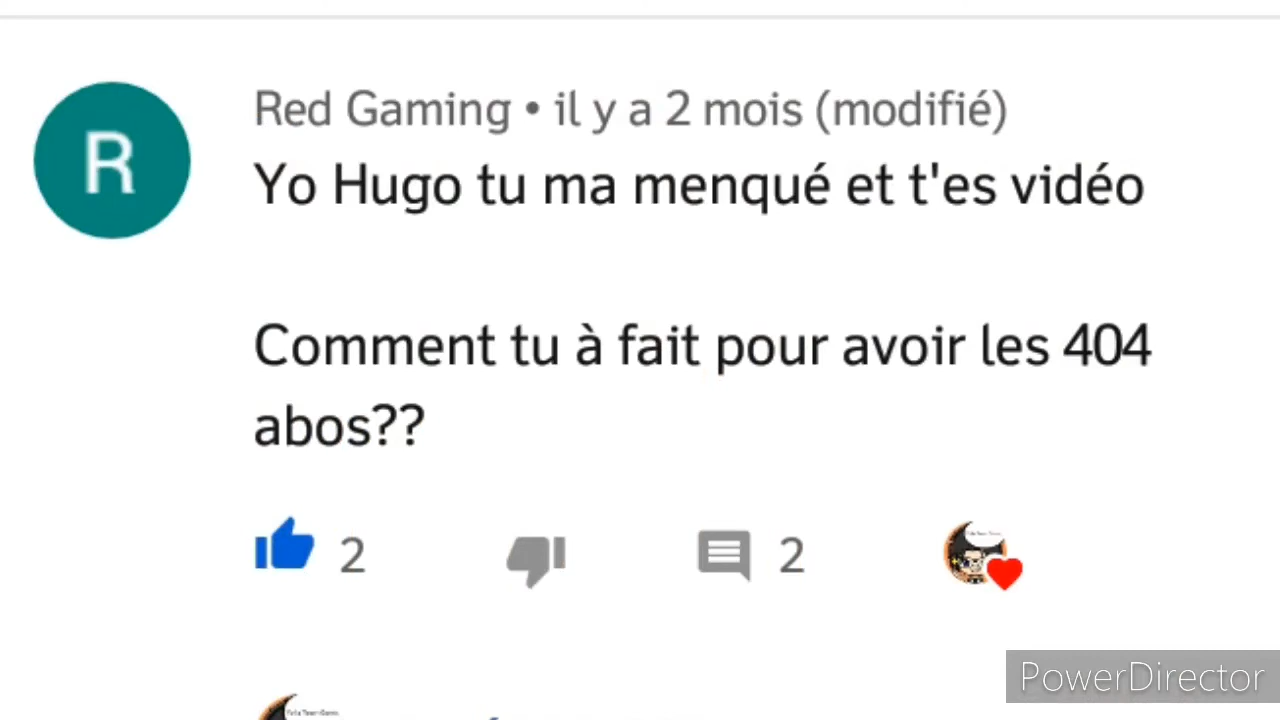 R
Red Gaming • il y a 2 mois (modifié)
Yo Hugo tu ma menqué et t'es vidéo
Comment tu à fait pour avoir les 404
abos??
2
2
PowerDirector